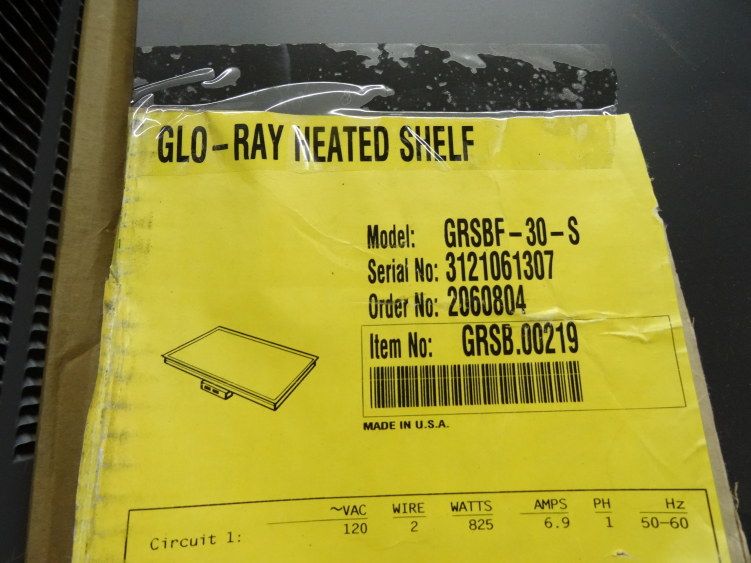 GLO-RAY HEATED SHELF
Model: GRSBF-30-S
Serial No: 3121061307
Order No: 2060804
Item No: GRSB.00219
MADE IN U.S.A.
~VAC WIRE WATTS AMPS PH Hz
Circuit 1: 120 2 825 6.9 1 50-60